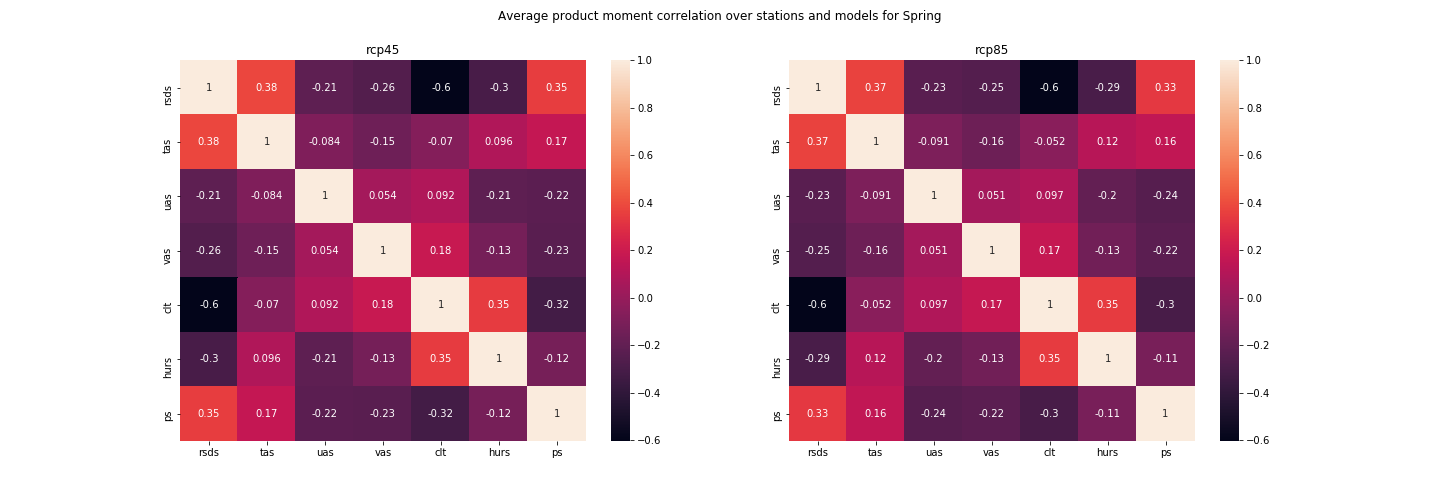 Average product moment correlation over stations and models for Spring
rcp45
rsds 1 0.38 -0.21 -0.26 -0.6 -0.3 0.35
tas 0.38 1 -0.084 -0.15 -0.07 0.096 0.17
uas -0.21 -0.084 1 0.054 0.092 -0.21 -0.22
vas -0.26 -0.15 0.054 1 0.18 -0.13 -0.23
clt -0.6 -0.07 0.092 0.18 1 0.35 -0.32
hurs -0.3 0.096 -0.21 -0.13 0.35 1 -0.12
ps 0.35 0.17 -0.22 -0.23 -0.32 -0.12 1
rsds tas uas vas clt hurs ps
1.0
0.8
0.6
0.4
0.2
0.0
−0.2
−0.4
−0.6
rcp85
rsds 1 0.37 -0.23 -0.25 -0.6 -0.29 0.33
tas 0.37 1 -0.091 -0.16 -0.052 0.12 0.16
uas -0.23 -0.091 1 0.051 0.097 -0.2 -0.24
vas -0.25 -0.16 0.051 1 0.17 -0.13 -0.22
clt -0.6 -0.052 0.097 0.17 1 0.35 -0.3
hurs -0.29 0.12 -0.2 -0.13 0.35 1 -0.11
ps 0.33 0.16 -0.24 -0.22 -0.3 -0.11 1
rsds tas uas vas clt hurs ps
1.0
0.8
0.6
0.4
0.2
0.0
−0.2
−0.4
−0.6